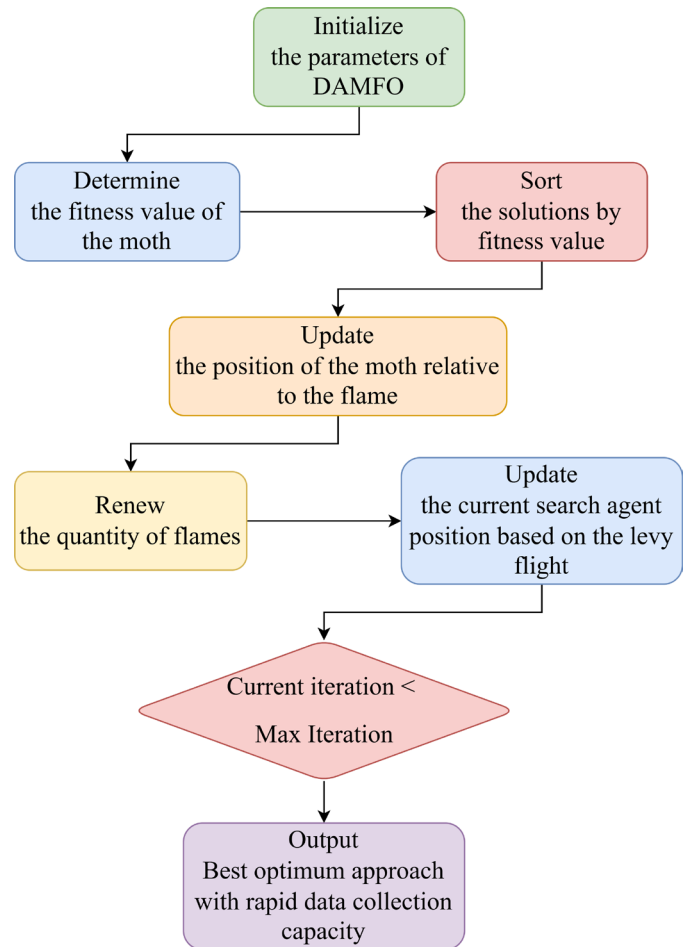 Initialize
the parameters of
DAMFO
Determine
the fitness value of
the moth
Sort
the solutions by
fitness value
Update
the position of the moth relative
to the flame
Renew
the quantity of flames
Update
the current search agent
position based on the levy
flight
Current iteration <
Max Iteration
Output
Best optimum approach
with rapid data collection
capacity